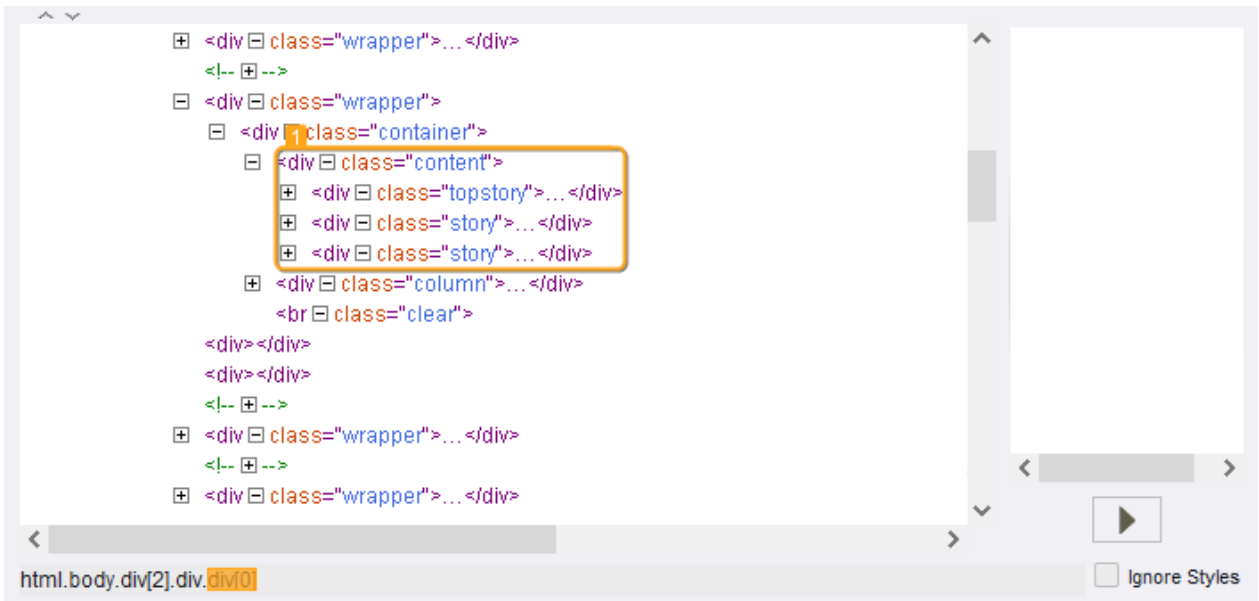 <div class="wrapper">...</div>
<!-- -->
<div class="wrapper">
<div class="container">
1
<div class="content">
<div class="topstory">...</div>
<div class="story">...</div>
<div class="story">...</div>
<div class="column">...</div>
<br class="clear">
<div></div>
<div></div>
<!-- -->
<div class="wrapper">...</div>
<!-- -->
<div class="wrapper">...</div>
html.body.div[2].div.div[0]
Ignore Styles